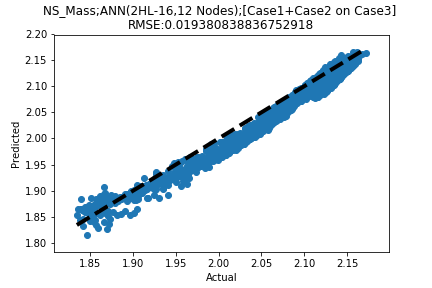 NS_Mass;ANN(2HL-16,12 Nodes);[Case1+Case2 on Case3]
RMSE:0.019380838836752918
2.20
2.15
2.10
2.05
2.00
1.95
1.90
1.85
1.80
Predicted
1.85 1.90 1.95 2.00 2.05 2.10 2.15
Actual